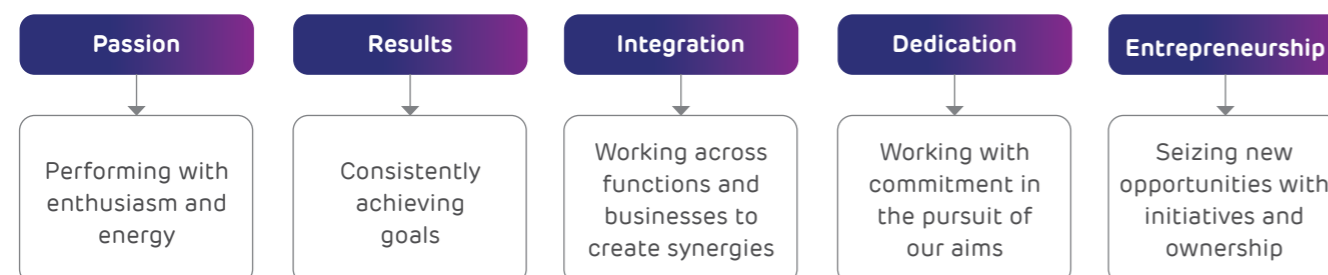 Passion
Performing with
enthusiasm and
energy
Results
Consistently
achieving
goals
Integration
Working across
functions and
businesses to
create synergies
Dedication
Working with
commitment in
the pursuit of
our aims
Entrepreneurship
Seizing new
opportunities with
initiatives and
ownership